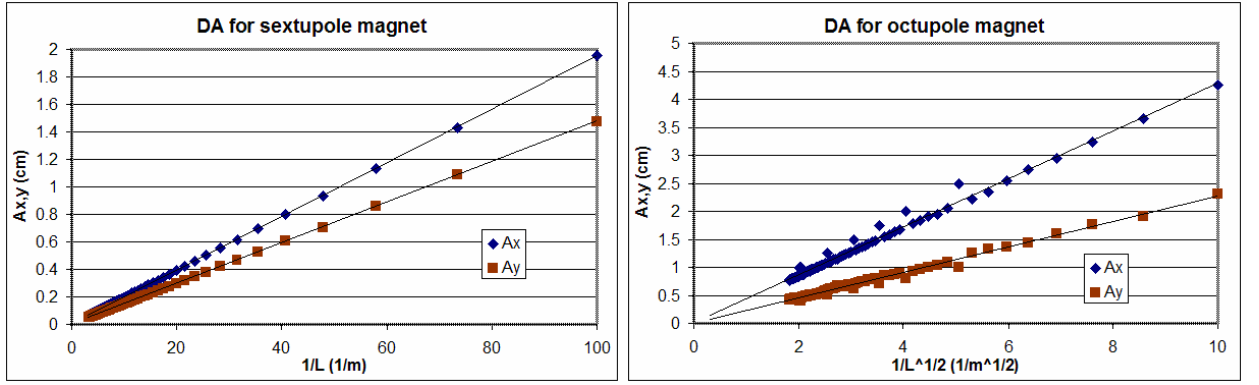 DA for sextupole magnet
2
1.8
1.6
1.4
1.2
1
0.8
0.6
0.4
0.2
0
Ax,y (cm)
Ax
Ay
0 20 40 60 80 100
1/L (1/m)
DA for octupole magnet
5
4.5
4
3.5
3
2.5
2
1.5
1
0.5
0
Ax,y (cm)
Ax
Ay
0 2 4 6 8 10
1/L^1/2 (1/m^1/2)